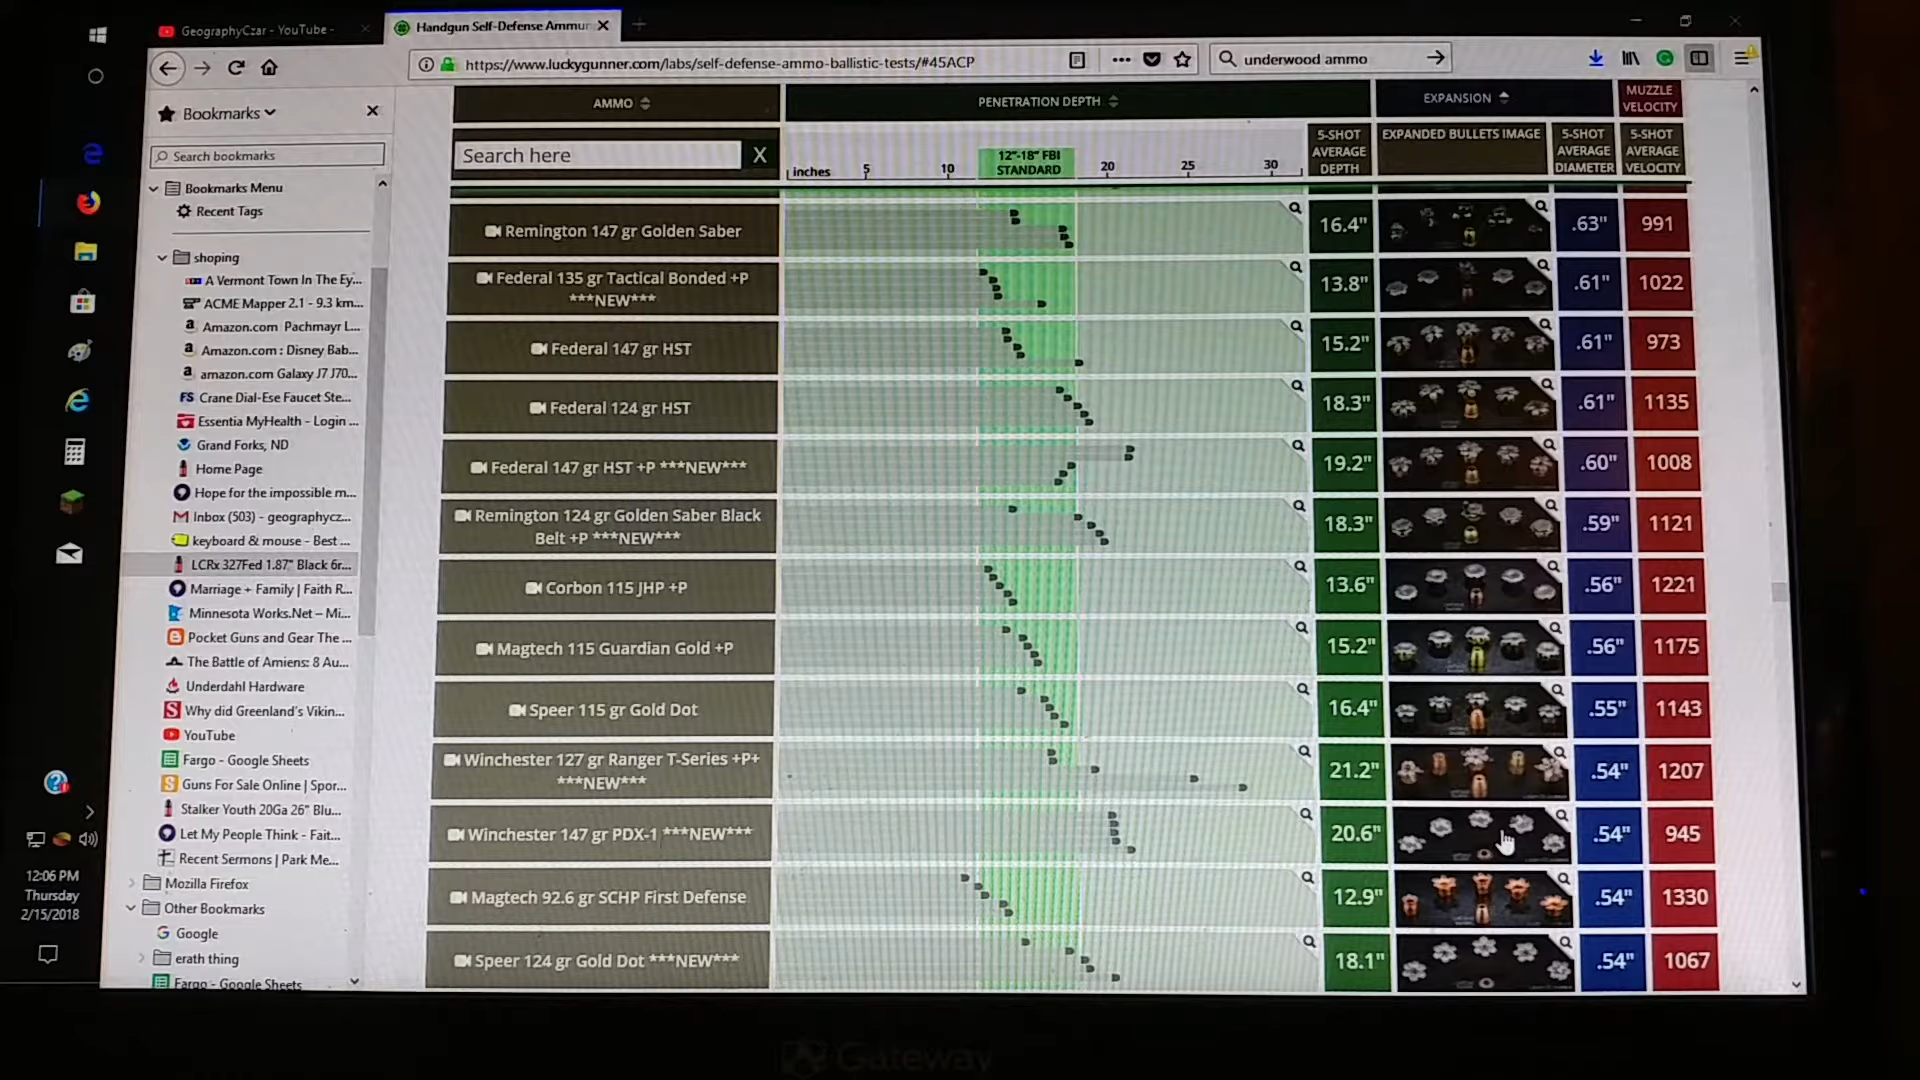 GeographyCzar - YouTube -
Handgun Self-Defense Ammu
https://www.luckygunner.com/labs/self-defense-ammo-ballistic-tests/#45ACP
underwood ammo
Bookmarks
Search bookmarks
Bookmarks Menu
Recent Tags
shoping
A Vermont Town In The Ey...
ACME Mapper 2.1 - 9.3 km...
Amazon.com Pachmayr L...
Amazon.com : Disney Bab...
amazon.com Galaxy J7 J70...
FS Crane Dial-Ese Faucet Ste...
Essentia MyHealth - Login ...
Grand Forks, ND
Home Page
Hope for the impossible m...
Inbox (503) - geographycz...
keyboard & mouse - Best ...
LCRx 327Fed 1.87" Black 6r...
Marriage + Family | Faith R...
Minnesota Works.Net – Mi...
Pocket Guns and Gear The ...
The Battle of Amiens: 8 Au...
Underdahl Hardware
Why did Greenland's Vikin...
YouTube
Fargo - Google Sheets
Guns For Sale Online | Spor...
Stalker Youth 20Ga 26" Blu...
Let My People Think - Fait...
Recent Sermons | Park Me...
Mozilla Firefox
Other Bookmarks
Google
erath thing
Fargo - Google Sheets
12:06 PM
Thursday
2/15/2018
AMMO
PENETRATION DEPTH
EXPANSION
MUZZLE
VELOCITY
Search here
X
inches 5 10
12"-18" FBI
STANDARD
20 25 30
5-SHOT
AVERAGE
DEPTH
EXPANDED BULLETS IMAGE
5-SHOT
AVERAGE
DIAMETER
5-SHOT
AVERAGE
VELOCITY
Remington 147 gr Golden Saber
16.4" .63" 991
Federal 135 gr Tactical Bonded +P
***NEW***
13.8" .61" 1022
Federal 147 gr HST
15.2" .61" 973
Federal 124 gr HST
18.3" .61" 1135
Federal 147 gr HST +P ***NEW***
19.2" .60" 1008
Remington 124 gr Golden Saber Black
Belt +P ***NEW***
18.3" .59" 1121
Corbon 115 JHP +P
13.6" .56" 1221
Magtech 115 Guardian Gold +P
15.2" .56" 1175
Speer 115 gr Gold Dot
16.4" .55" 1143
Winchester 127 gr Ranger T-Series +P+
***NEW***
21.2" .54" 1207
Winchester 147 gr PDX-1 ***NEW***
20.6" .54" 945
Magtech 92.6 gr SCHP First Defense
12.9" .54" 1330
Speer 124 gr Gold Dot ***NEW***
18.1" .54" 1067
Gateway